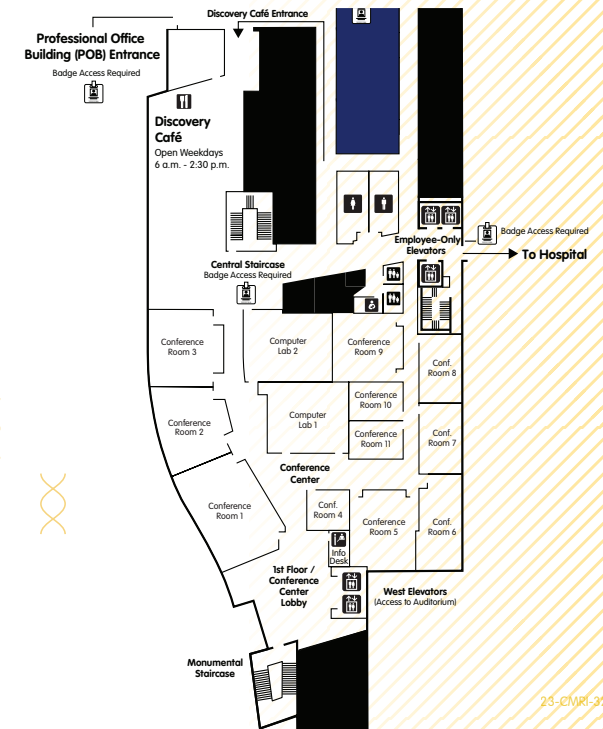 Discovery Café Entrance
Professional Office
Building (POB) Entrance
Badge Access Required
Discovery
Café
Open Weekdays
6 a.m. - 2:30 p.m.
Badge Access Required
Employee-Only
Elevators
To Hospital
Central Staircase
Badge Access Required
Conference
Room 3
Computer
Lab 2
Conference
Room 9
Conf.
Room 8
Conference
Room 10
Conference
Room 2
Computer
Lab 1
Conference
Room 11
Conf.
Room 7
Conference
Center
Conference
Room 1
Conf.
Room 4
Conference
Room 5
Conf.
Room 6
Info
Desk
1st Floor /
Conference
Center
Lobby
West Elevators
(Access to Auditorium)
Monumental
Staircase